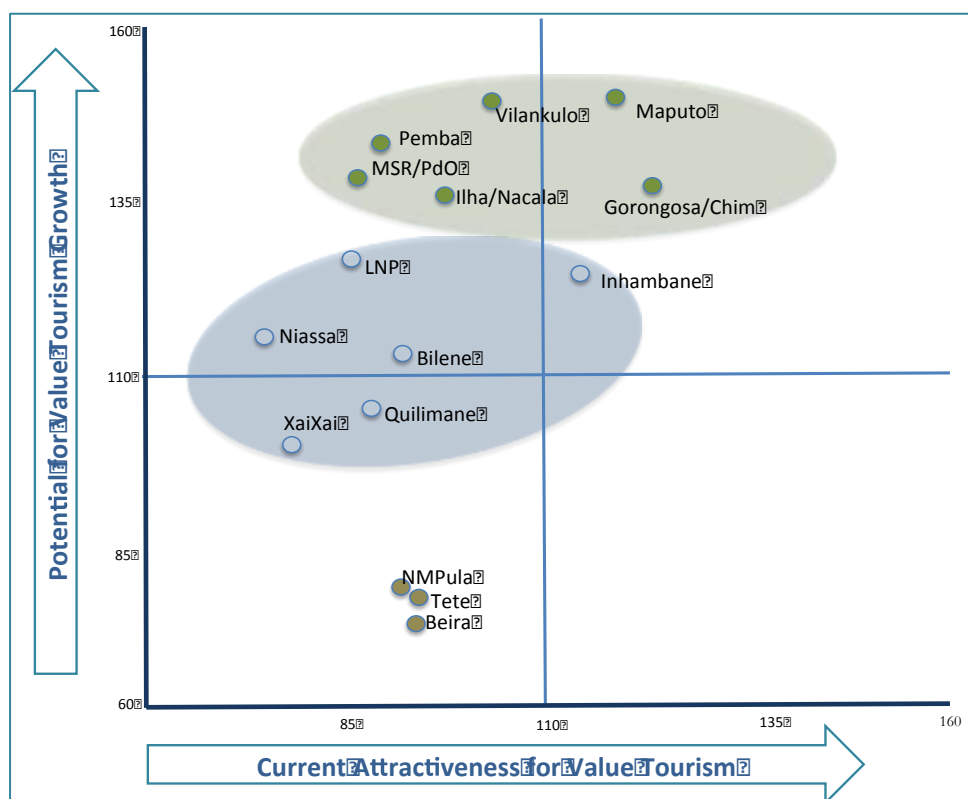 160
Vilankulo
Maputo
Pemba
MSR/PdO
Ilha/Nacala
Gorongosa/Chim
135
LNP
Inhambane
Niassa
Bilene
110
Quilimane
XaiXai
85
NMPula
Tete
Beira
60
85
110
135
160
Potential for Value Tourism Growth
Current Attractiveness for Value Tourism